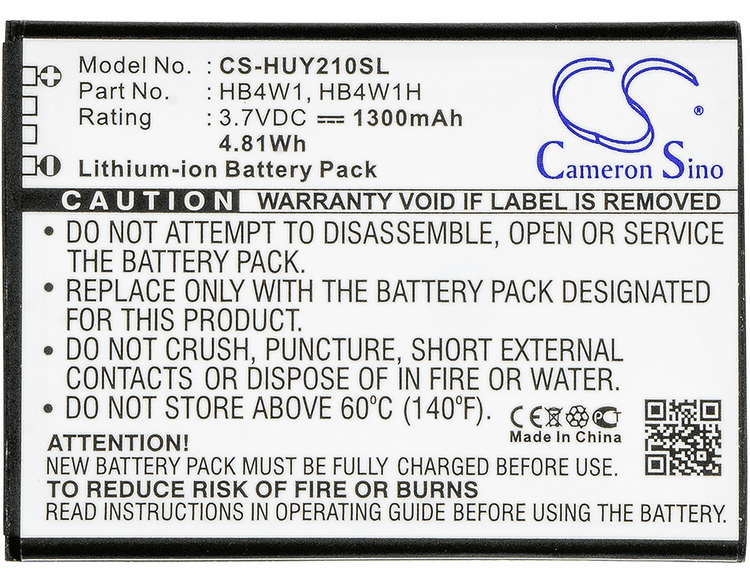 Model No. : CS-HUY210SL
Part No. : HB4W1, HB4W1H
Rating : 3.7VDC 1300mAh
4.81Wh
Lithium-ion Battery Pack
CS ®
Cameron Sino
CAUTION WARRANTY VOID IF LABEL IS REMOVED
• DO NOT ATTEMPT TO DISASSEMBLE, OPEN OR SERVICE
THE BATTERY PACK.
• REPLACE ONLY WITH THE BATTERY PACK DESIGNATED
FOR THIS PRODUCT.
• DO NOT CRUSH, PUNCTURE, SHORT EXTERNAL
CONTACTS OR DISPOSE OF IN FIRE OR WATER.
• DO NOT STORE ABOVE 60°C (140°F).
CE PCT
Made In China
ATTENTION!
NEW BATTERY PACK MUST BE FULLY CHARGED BEFORE USE.
TO REDUCE RISK OF FIRE OR BURNS
READ INSTRUCTIONS IN OPERATING GUIDE BEFORE USING THE BATTERY.